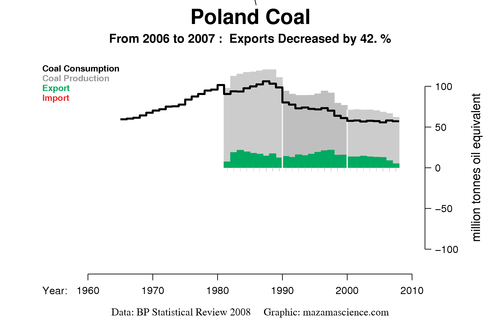 Poland Coal
From 2006 to 2007 : Exports Decreased by 42. %
Coal Consumption
Coal Production
Export
Import
100
50
0
−50
−100
million tonnes oil equivalent
Year: 1960 1970 1980 1990 2000 2010
Data: BP Statistical Review 2008 Graphic: mazamascience.com